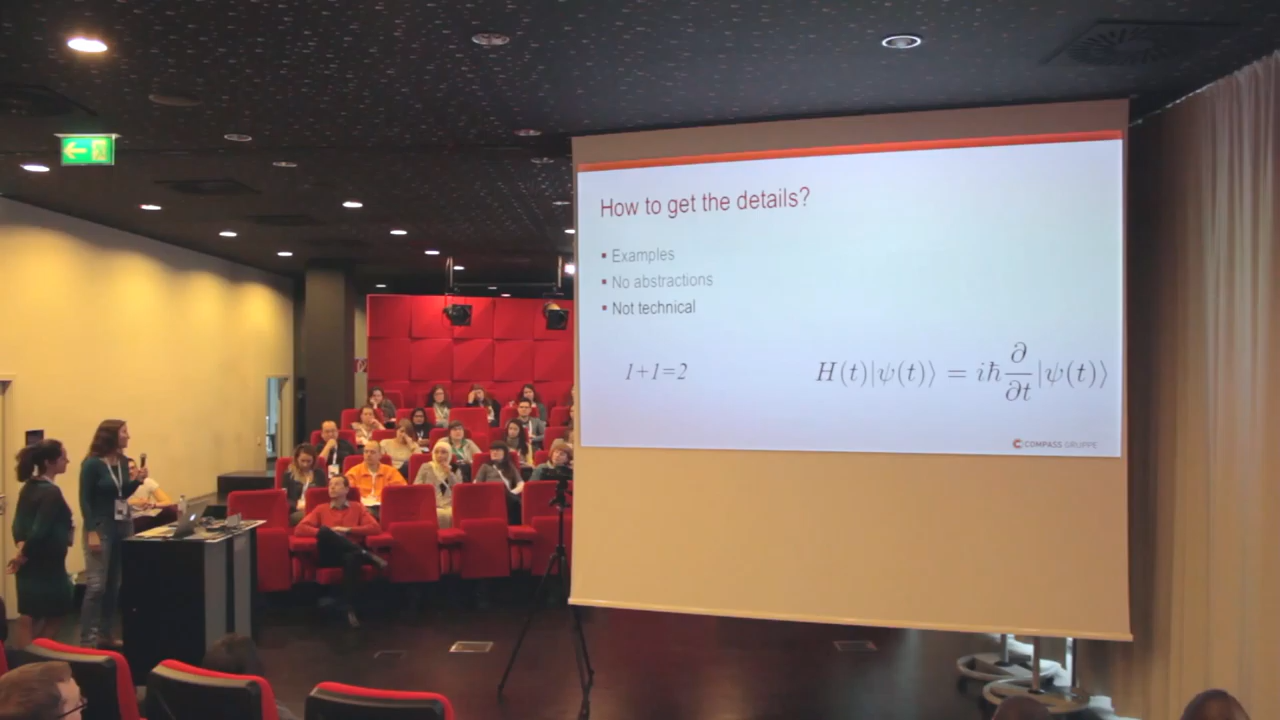 How to get the details?
▪ Examples
▪ No abstractions
▪ Not technical
1+1=2
H(t)|ψ(t)⟩ = iℏ ∂/∂t |ψ(t)⟩
COMPASS GRUPPE